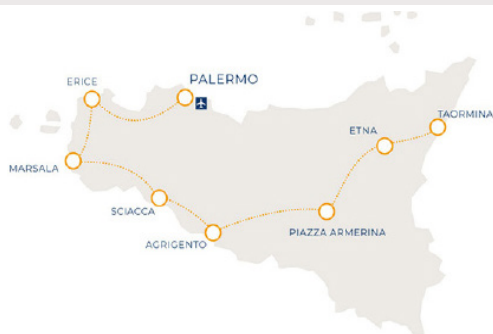 ERICE
PALERMO
TAORMINA
ETNA
MARSALA
SCIACCA
AGRIGENTO
PIAZZA ARMERINA